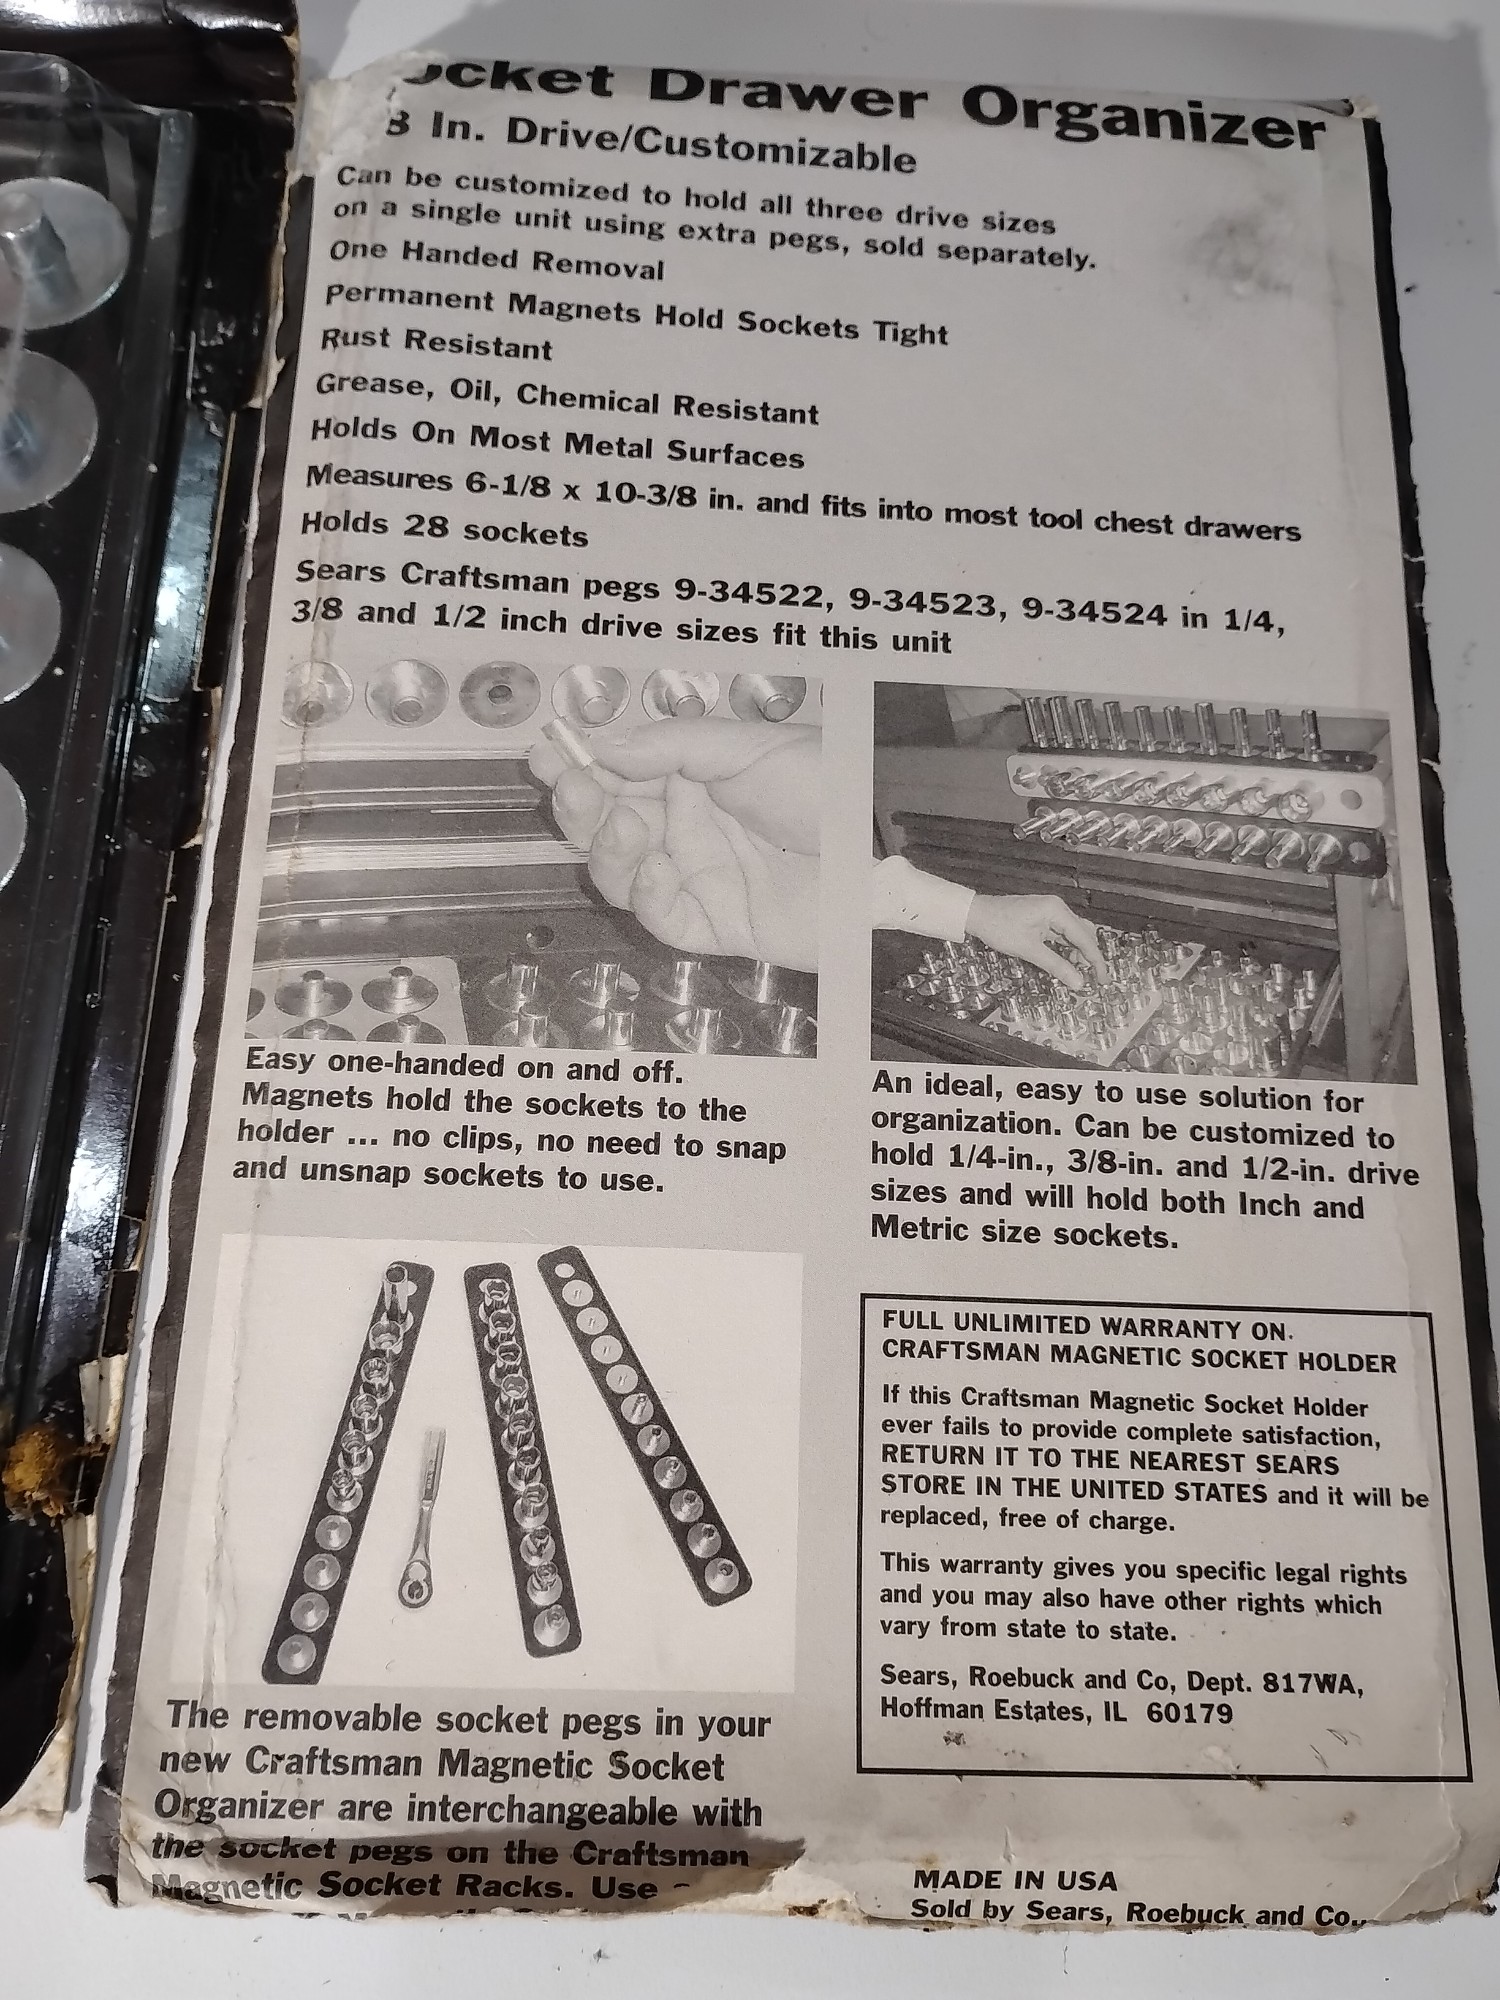 ocket Drawer Organizer
8 In. Drive/Customizable
Can be customized to hold all three drive sizes
on a single unit using extra pegs, sold separately.
One Handed Removal
Permanent Magnets Hold Sockets Tight
Rust Resistant
Grease, Oil, Chemical Resistant
Holds On Most Metal Surfaces
Measures 6-1/8 x 10-3/8 in. and fits into most tool chest drawers
Holds 28 sockets
Sears Craftsman pegs 9-34522, 9-34523, 9-34524 in 1/4,
3/8 and 1/2 inch drive sizes fit this unit
Easy one-handed on and off.
Magnets hold the sockets to the
holder ... no clips, no need to snap
and unsnap sockets to use.
An ideal, easy to use solution for
organization. Can be customized to
hold 1/4-in., 3/8-in. and 1/2-in. drive
sizes and will hold both Inch and
Metric size sockets.
The removable socket pegs in your
new Craftsman Magnetic Socket
Organizer are interchangeable with
the socket pegs on the Craftsman
Magnetic Socket Racks. Use
FULL UNLIMITED WARRANTY ON
CRAFTSMAN MAGNETIC SOCKET HOLDER
If this Craftsman Magnetic Socket Holder
ever fails to provide complete satisfaction,
RETURN IT TO THE NEAREST SEARS
STORE IN THE UNITED STATES and it will be
replaced, free of charge.
This warranty gives you specific legal rights
and you may also have other rights which
vary from state to state.
Sears, Roebuck and Co, Dept. 817WA,
Hoffman Estates, IL 60179
MADE IN USA
Sold by Sears, Roebuck and Co.,